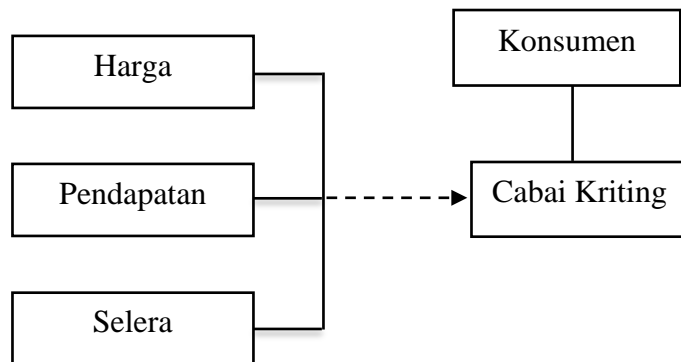 Konsumen
Harga
Pendapatan
Cabai Kriting
Selera